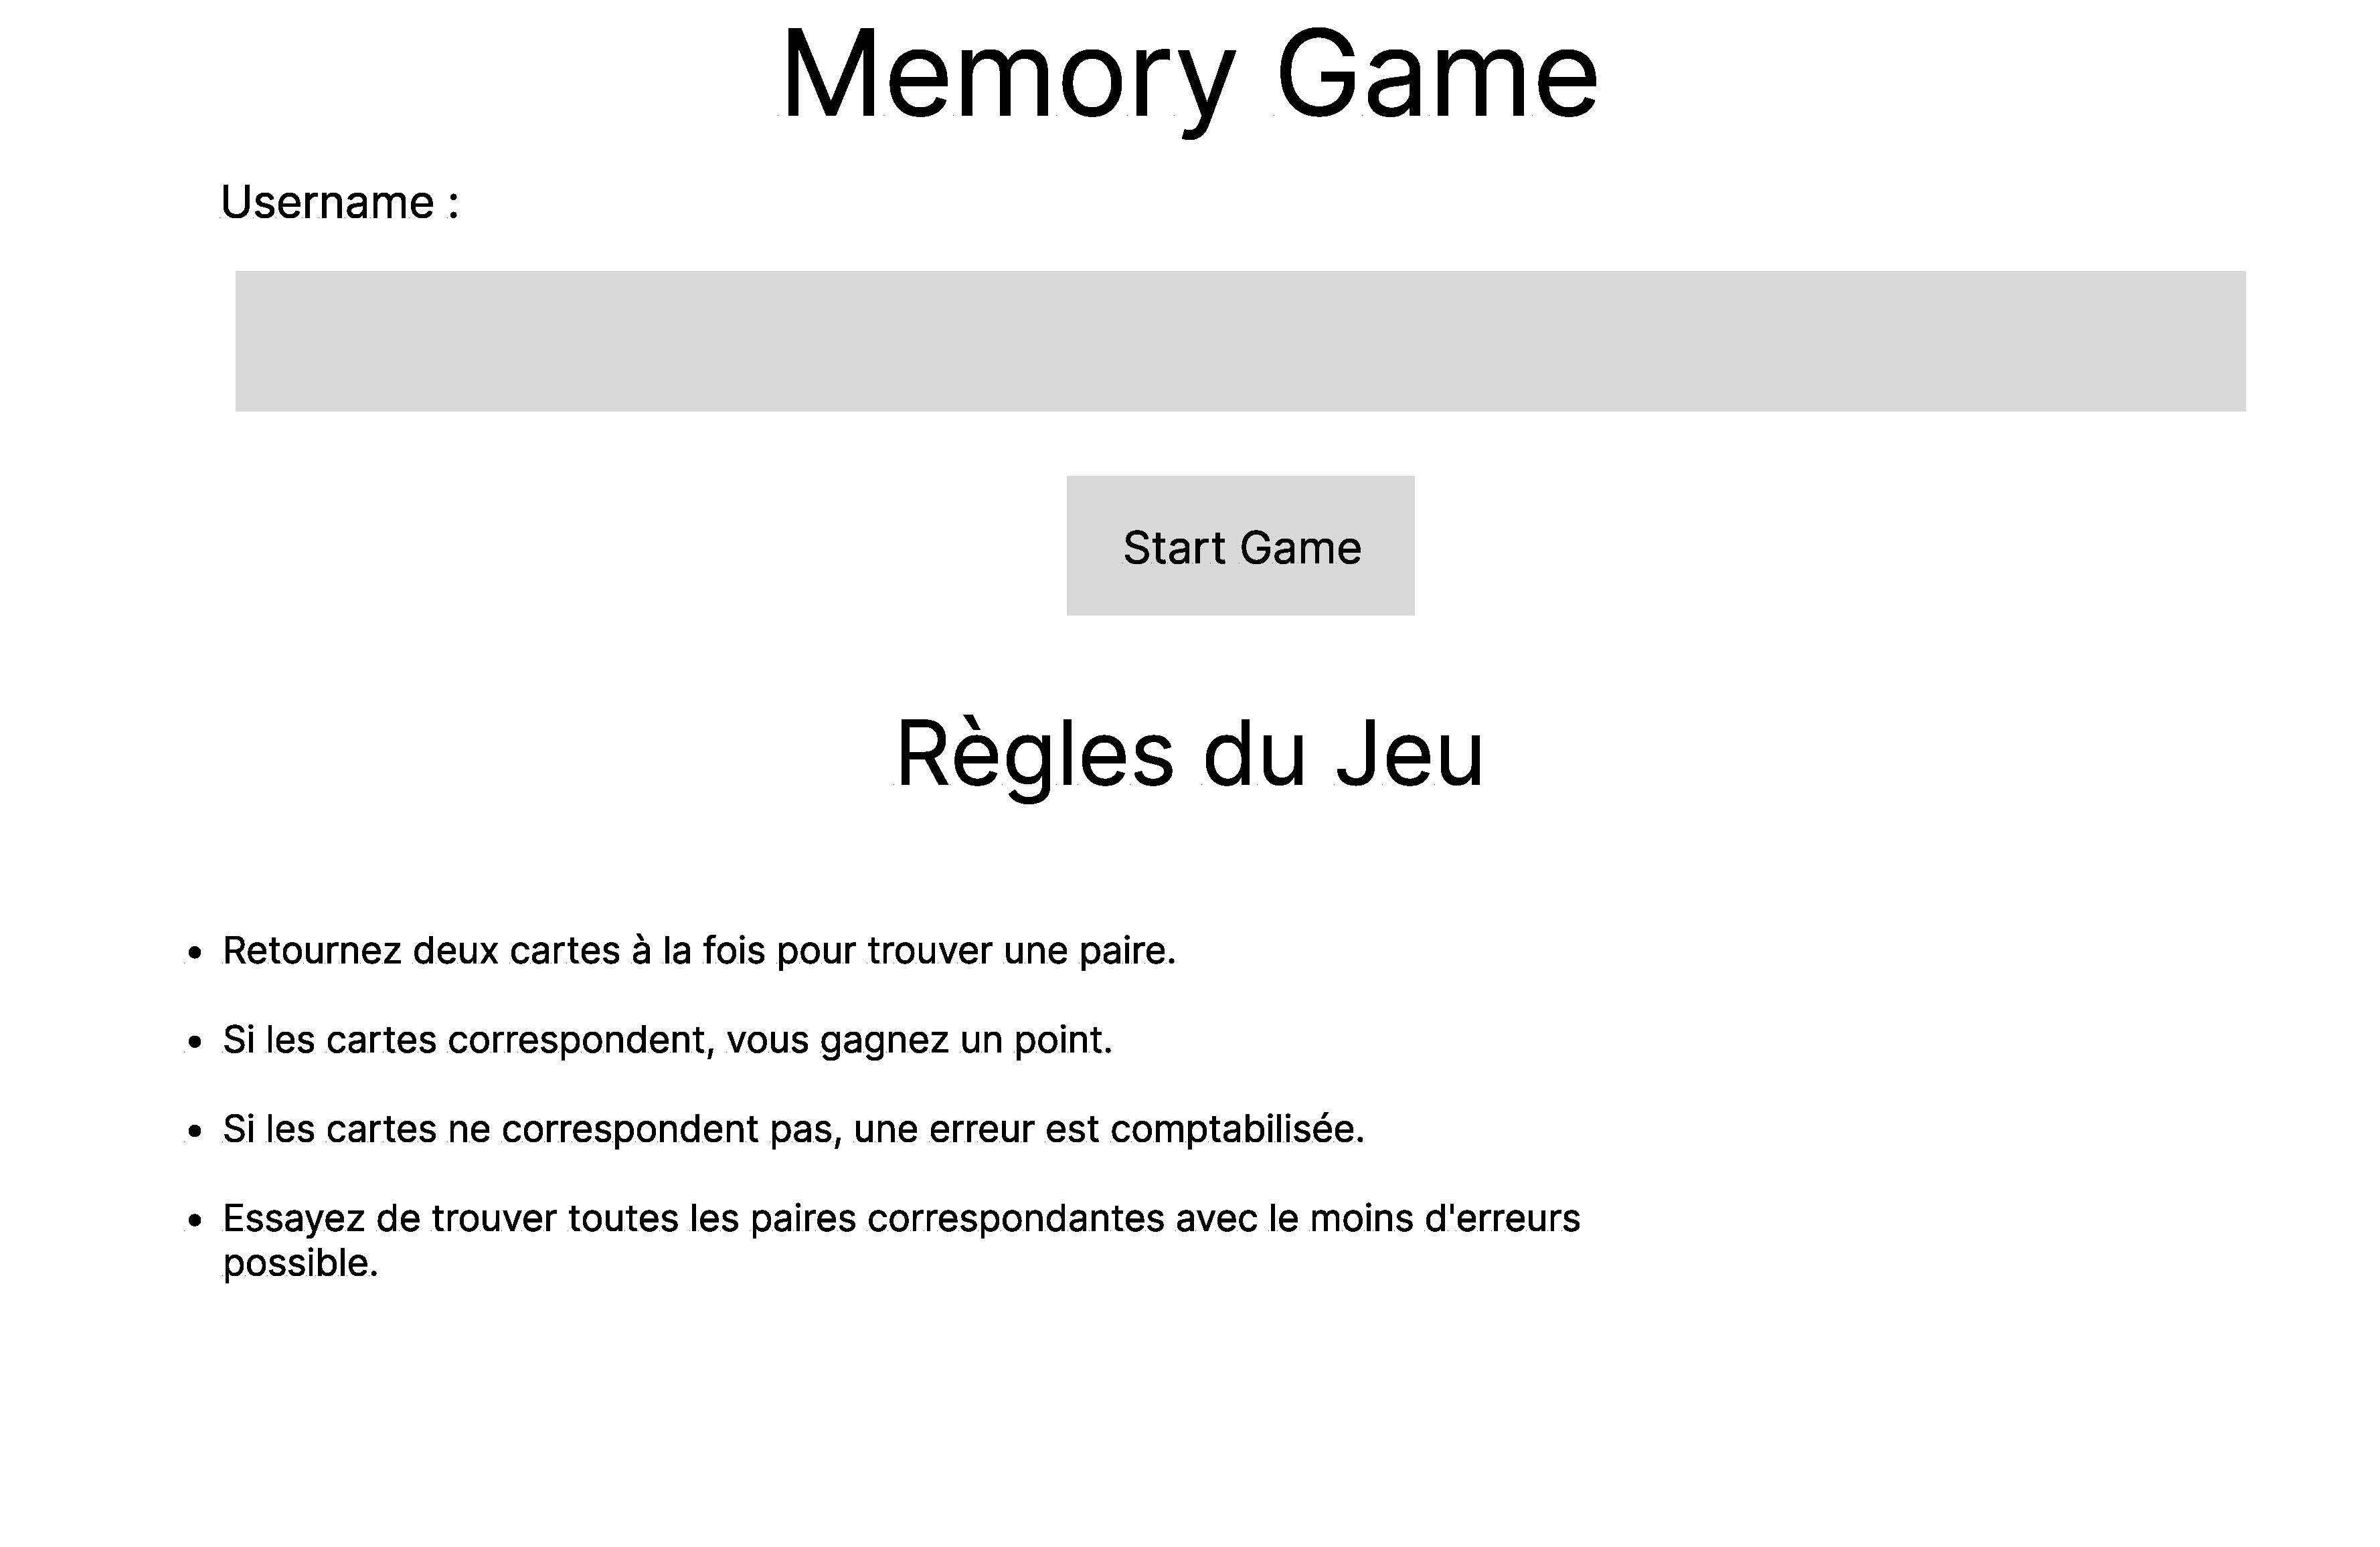 Memory Game
Username :
Start Game
Règles du Jeu
• Retournez deux cartes à la fois pour trouver une paire.
• Si les cartes correspondent, vous gagnez un point.
• Si les cartes ne correspondent pas, une erreur est comptabilisée.
• Essayez de trouver toutes les paires correspondantes avec le moins d'erreurs
possible.